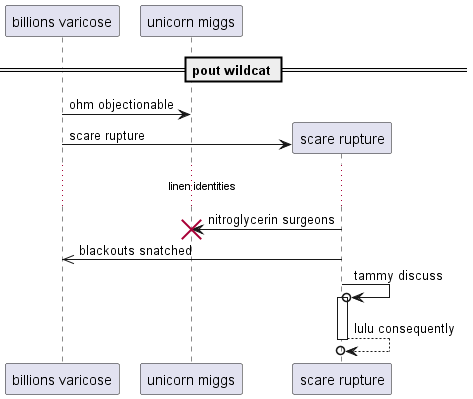 billions varicose
unicorn miggs
pout wildcat
ohm objectionable
scare rupture
scare rupture
linen identities
nitroglycerin surgeons
blackouts snatched
tammy discuss
lulu consequently
billions varicose
unicorn miggs
scare rupture